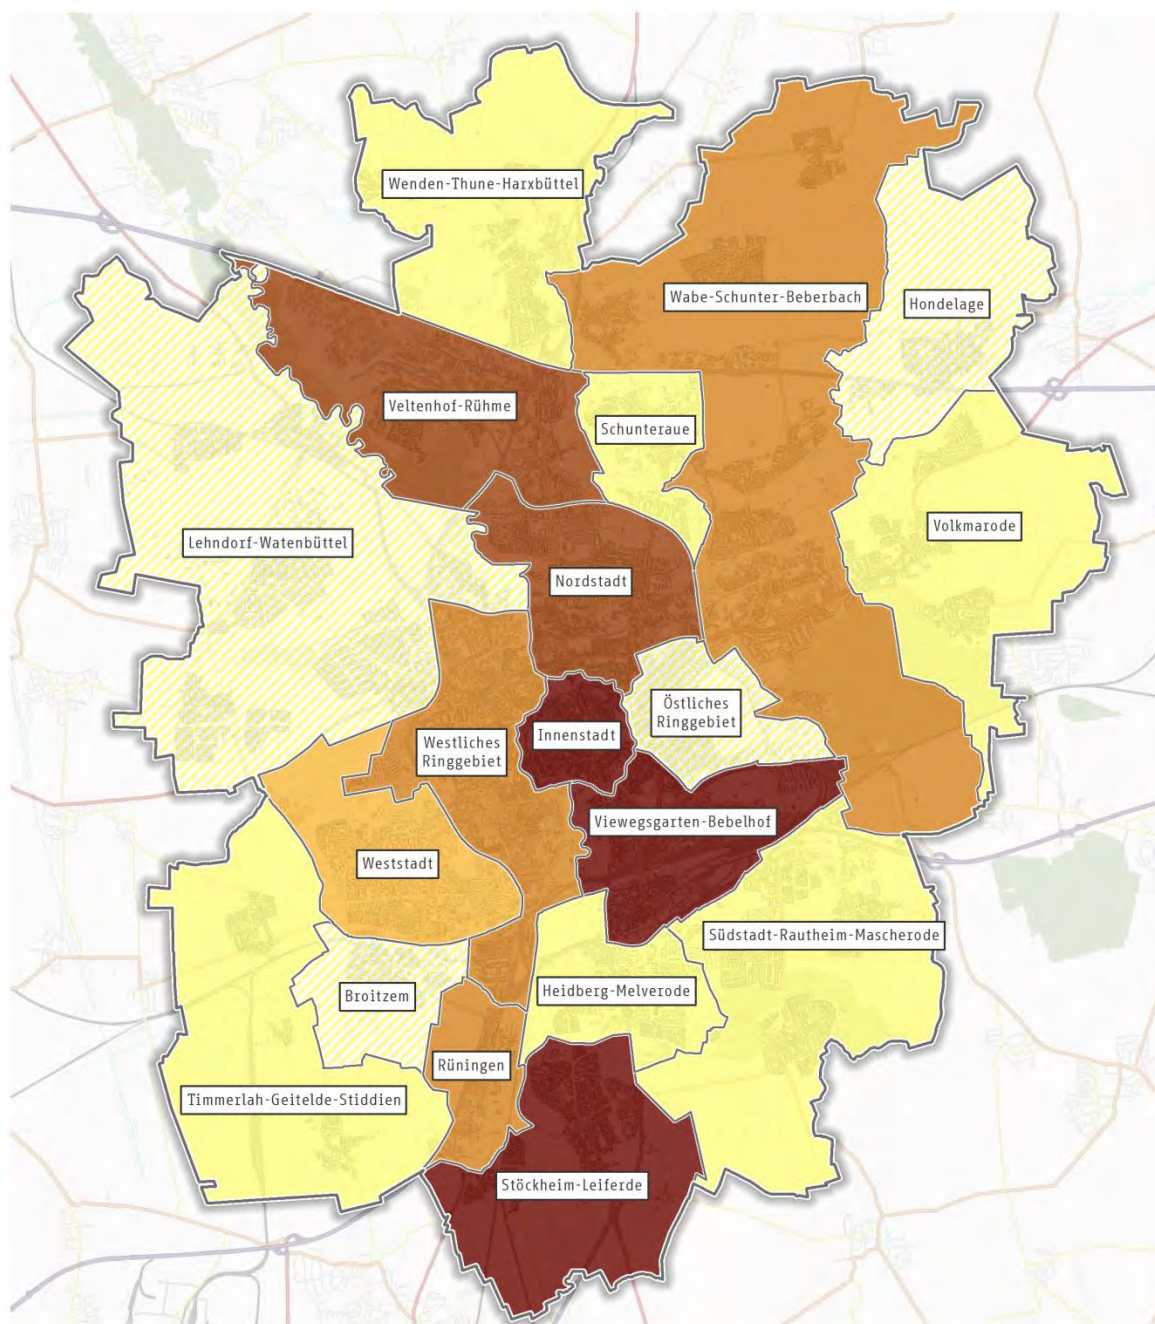 Wenden-Thune-Harxbüttel
Wabe-Schunter-Beberbach
Hondelage
Veltenhof-Rühme
Schunteraue
Volkmarode
Lehndorf-Watenbüttel
Nordstadt
Östliches
Ringgebiet
Innenstadt
Westliches
Ringgebiet
Viewegsgarten-Bebelhof
Weststadt
Südstadt-Rautheim-Mascherode
Heidberg-Melverode
Broitzem
Rüningen
Timmerlah-Geitelde-Stiddien
Stöckheim-Leiferde